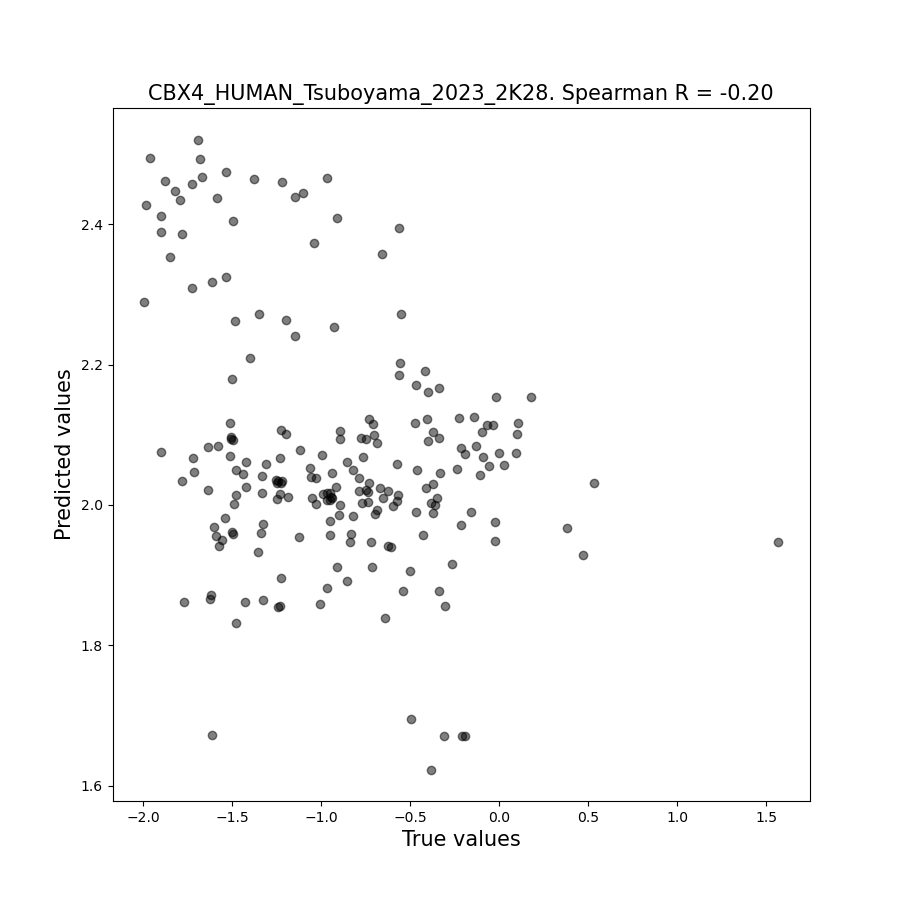 CBX4_HUMAN_Tsuboyama_2023_2K28. Spearman R = -0.20
2.4
2.2
2.0
1.8
1.6
Predicted values
−2.0 −1.5 −1.0 −0.5 0.0 0.5 1.0 1.5
True values